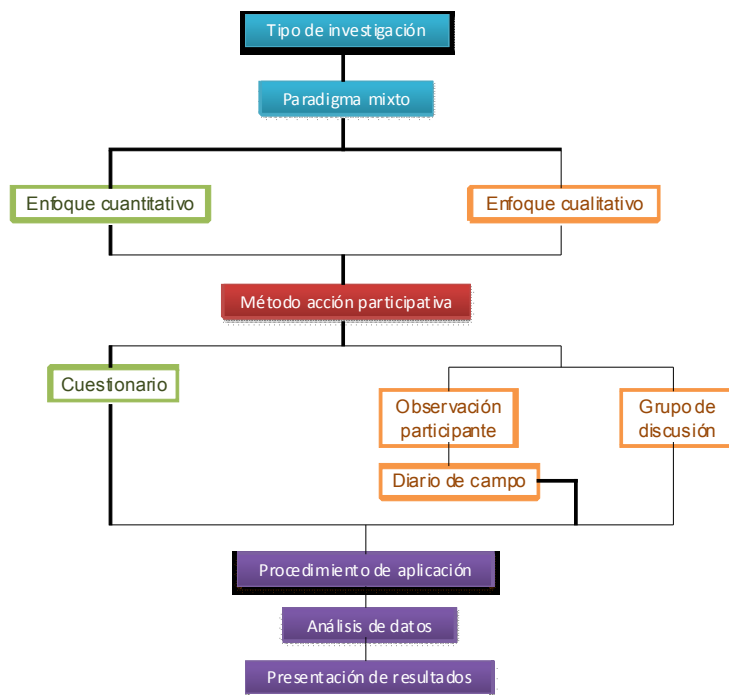 Tipo de investigación
Paradigma mixto
Enfoque cuantitativo
Enfoque cualitativo
Método acción participativa
Cuestionario
Observación
participante
Grupo de
discusión
Diario de campo
Procedimiento de aplicación
Análisis de datos
Presentación de resultados